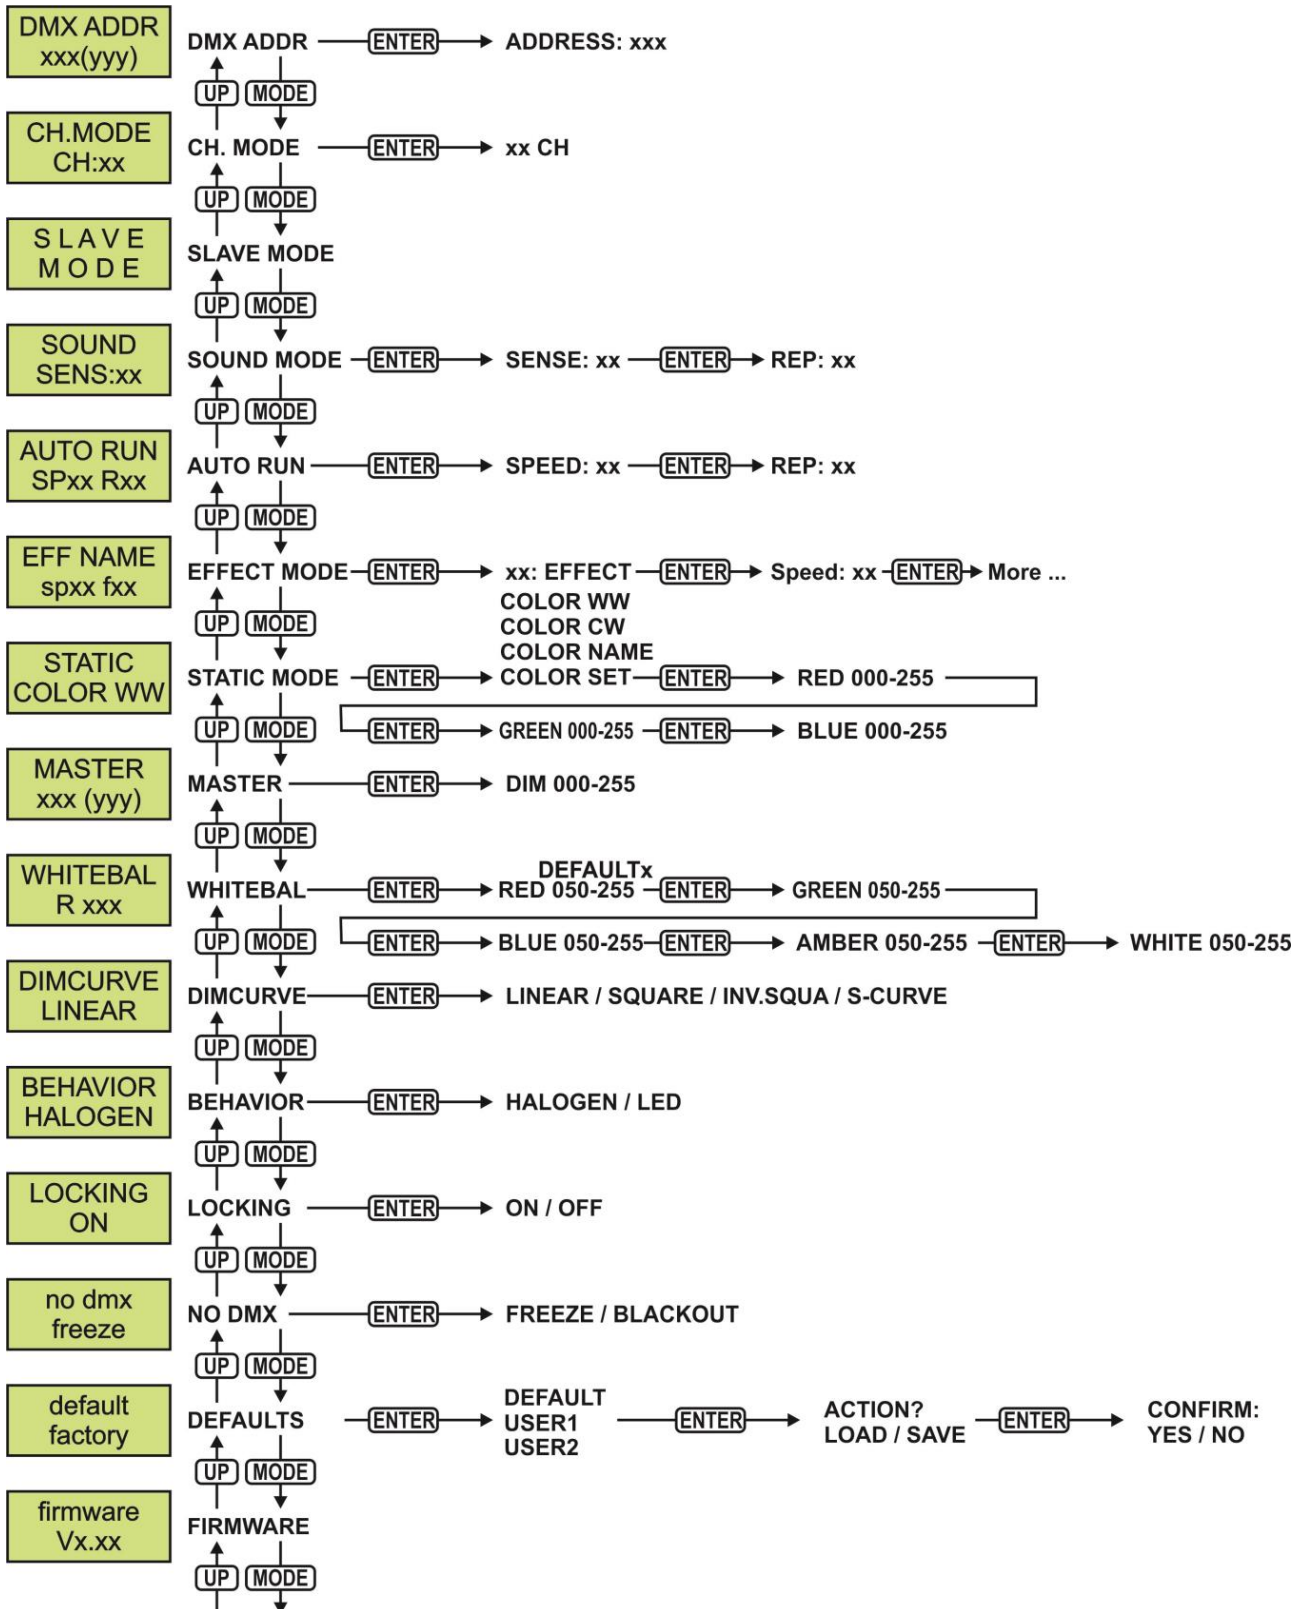 DMX ADDR
xxx(yyy)
DMX ADDR ENTER ADDRESS: xxx
UP MODE
CH.MODE
CH:xx
CH. MODE ENTER xx CH
UP MODE
S L A V E
M O D E
SLAVE MODE
UP MODE
SOUND
SENS:xx
SOUND MODE ENTER SENSE: xx ENTER REP: xx
UP MODE
AUTO RUN
SPxx Rxx
AUTO RUN ENTER SPEED: xx ENTER REP: xx
UP MODE
EFF NAME
spxx fxx
EFFECT MODE ENTER xx: EFFECT ENTER Speed: xx ENTER More ...
UP MODE
COLOR WW
COLOR CW
COLOR NAME
STATIC
COLOR WW
STATIC MODE ENTER COLOR SET ENTER RED 000-255
UP MODE ENTER GREEN 000-255 ENTER BLUE 000-255
MASTER
xxx (yyy)
MASTER ENTER DIM 000-255
UP MODE
WHITEBAL
R xxx
DEFAULTx
WHITEBAL ENTER RED 050-255 ENTER GREEN 050-255
UP MODE ENTER BLUE 050-255 ENTER AMBER 050-255 ENTER WHITE 050-255
DIMCURVE
LINEAR
DIMCURVE ENTER LINEAR / SQUARE / INV.SQUA / S-CURVE
UP MODE
BEHAVIOR
HALOGEN
BEHAVIOR ENTER HALOGEN / LED
UP MODE
LOCKING
ON
LOCKING ENTER ON / OFF
UP MODE
no dmx
freeze
NO DMX ENTER FREEZE / BLACKOUT
UP MODE
default
factory
DEFAULTS ENTER
DEFAULT
USER1
USER2
ENTER
ACTION?
LOAD / SAVE
ENTER
CONFIRM:
YES / NO
UP MODE
firmware
Vx.xx
FIRMWARE
UP MODE